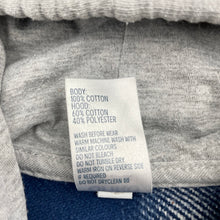 BODY:
100% COTTON
HOOD:
60% COTTON
40% POLYESTER
WASH BEFORE WEAR
WARM MACHINE WASH WITH
SIMILAR COLOURS
DO NOT BLEACH
DO NOT TUMBLE DRY
WARM IRON ON REVERSE SIDE
IF REQUIRED
DO NOT DRYCLEAN